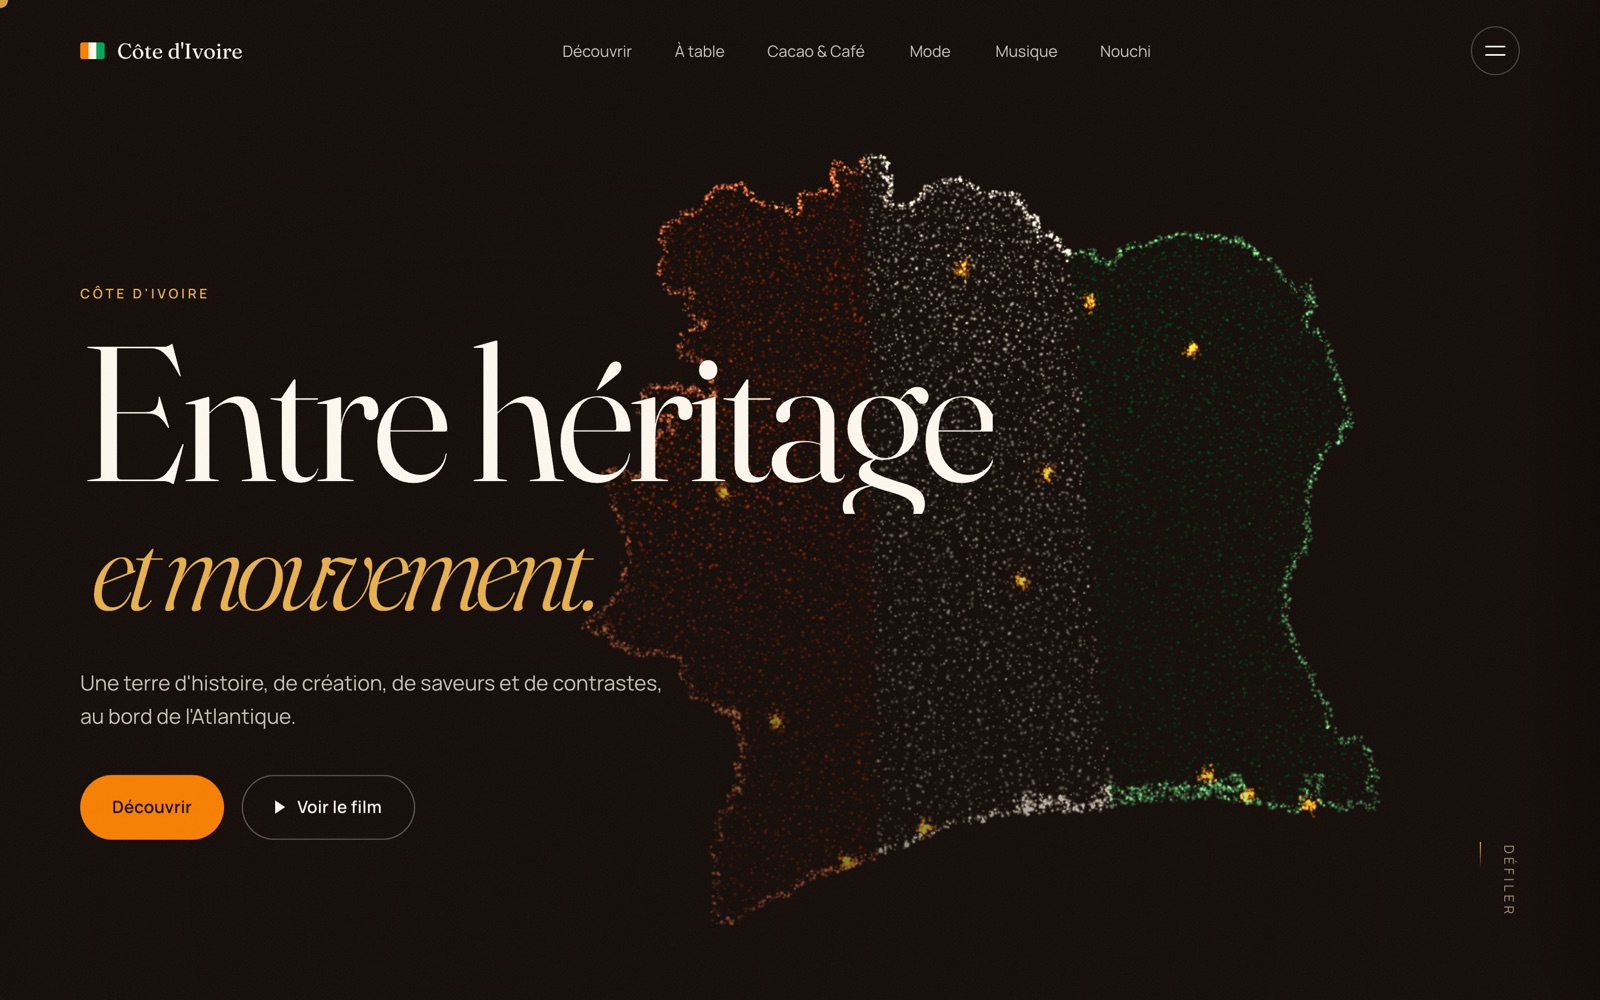 Côte d'Ivoire
Découvrir
À table
Cacao & Café
Mode
Musique
Nouchi
CÔTE D'IVOIRE
Entre héritage
et mouvement.
Une terre d'histoire, de création, de saveurs et de contrastes,
au bord de l'Atlantique.
Découvrir
Voir le film
DÉFILER